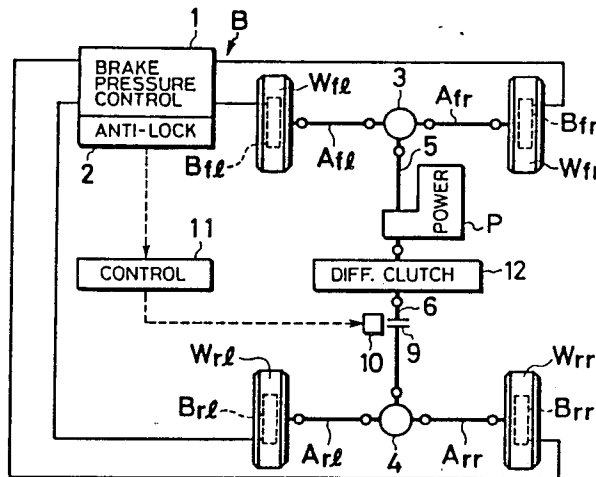 1
B
BRAKE
PRESSURE
CONTROL
ANTI-LOCK
2
Wfℓ
Bfℓ
Afℓ
3
Afr
5
Bfr
Wfr
POWER
P
11
CONTROL
DIFF. CLUTCH
12
6
10
9
Wrℓ
Brℓ
Arℓ
4
Arr
Wrr
Brr